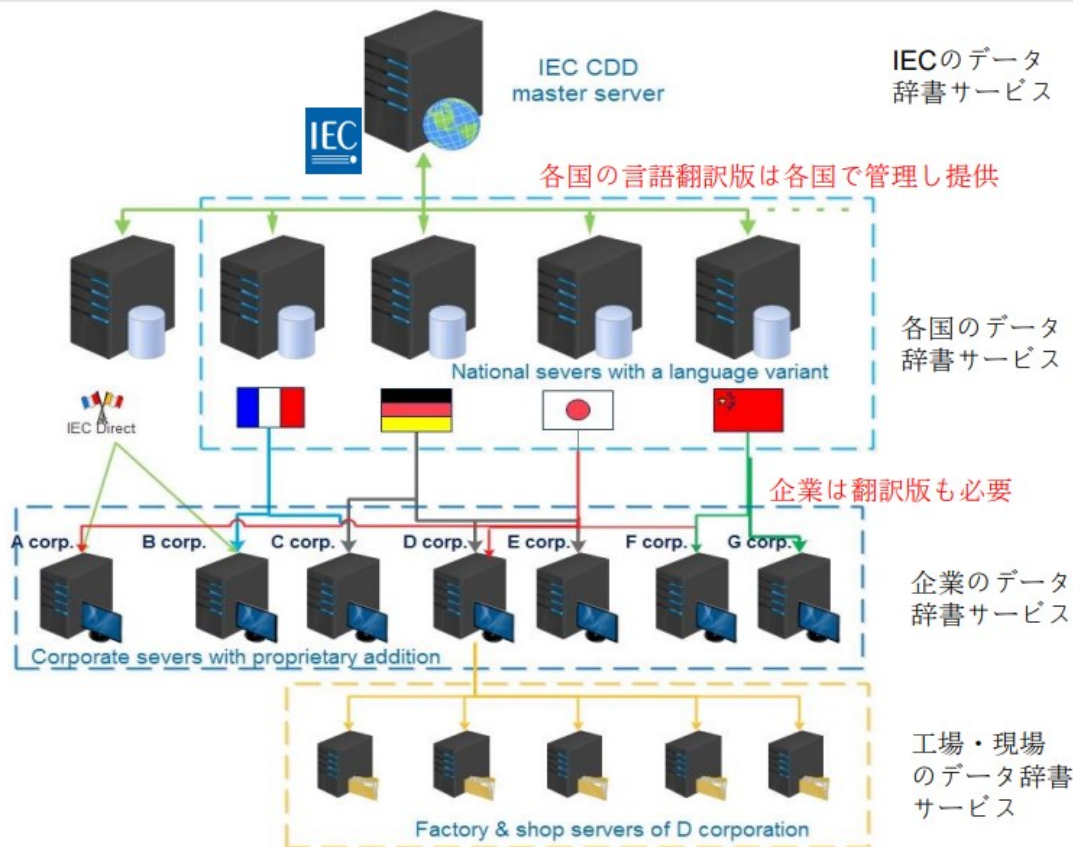 IEC CDD
master server
IEC
IECのデータ
辞書サービス
各国の言語翻訳版は各国で管理し提供
National severs with a language variant
各国のデータ
辞書サービス
IEC Direct
企業は翻訳版も必要
A corp.
B corp.
C corp.
D corp.
E corp.
F corp.
G corp.
Corporate severs with proprietary addition
企業のデータ
辞書サービス
Factory & shop servers of D corporation
工場・現場
のデータ辞書
サービス